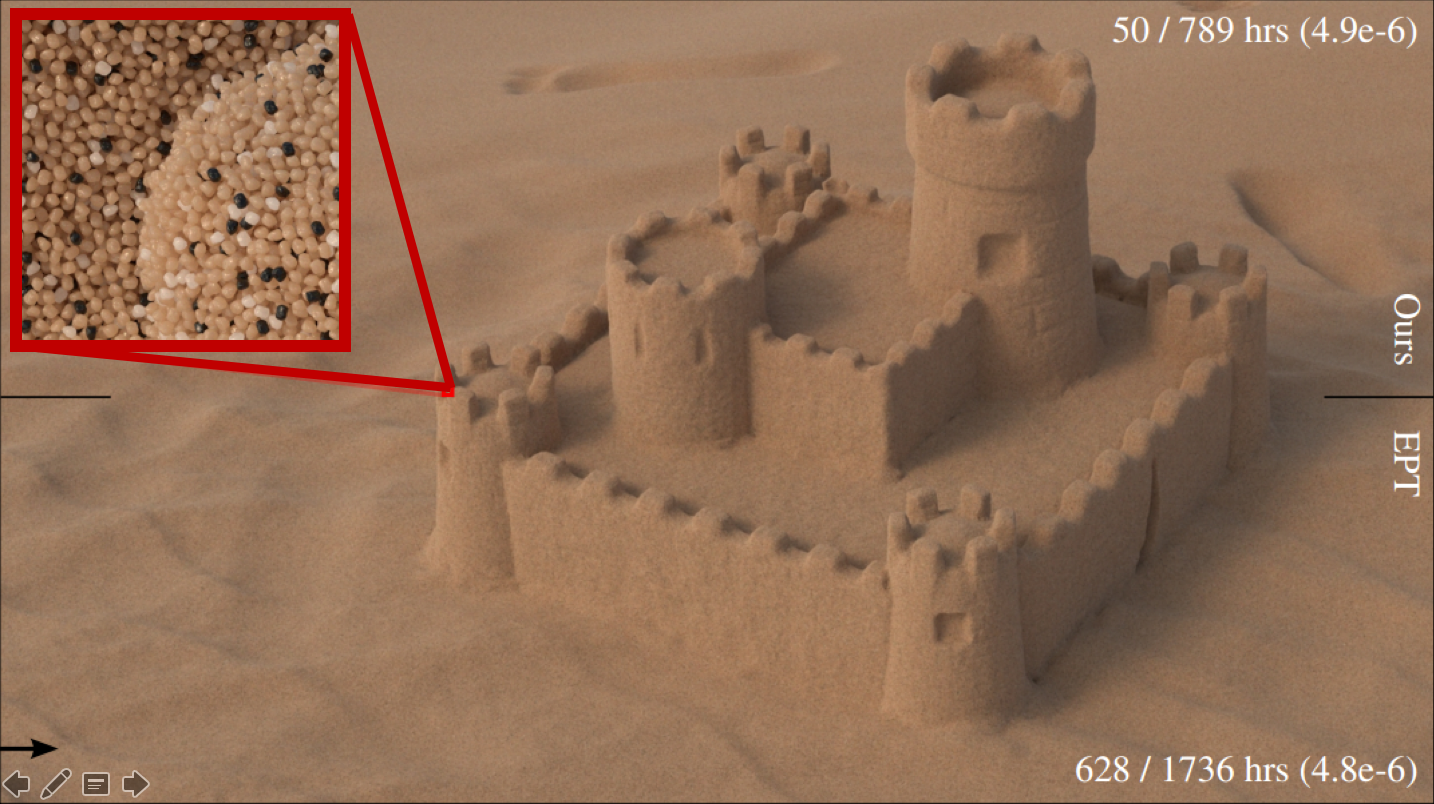 50 / 789 hrs (4.9e-6)
Ours
EPT
628 / 1736 hrs (4.8e-6)